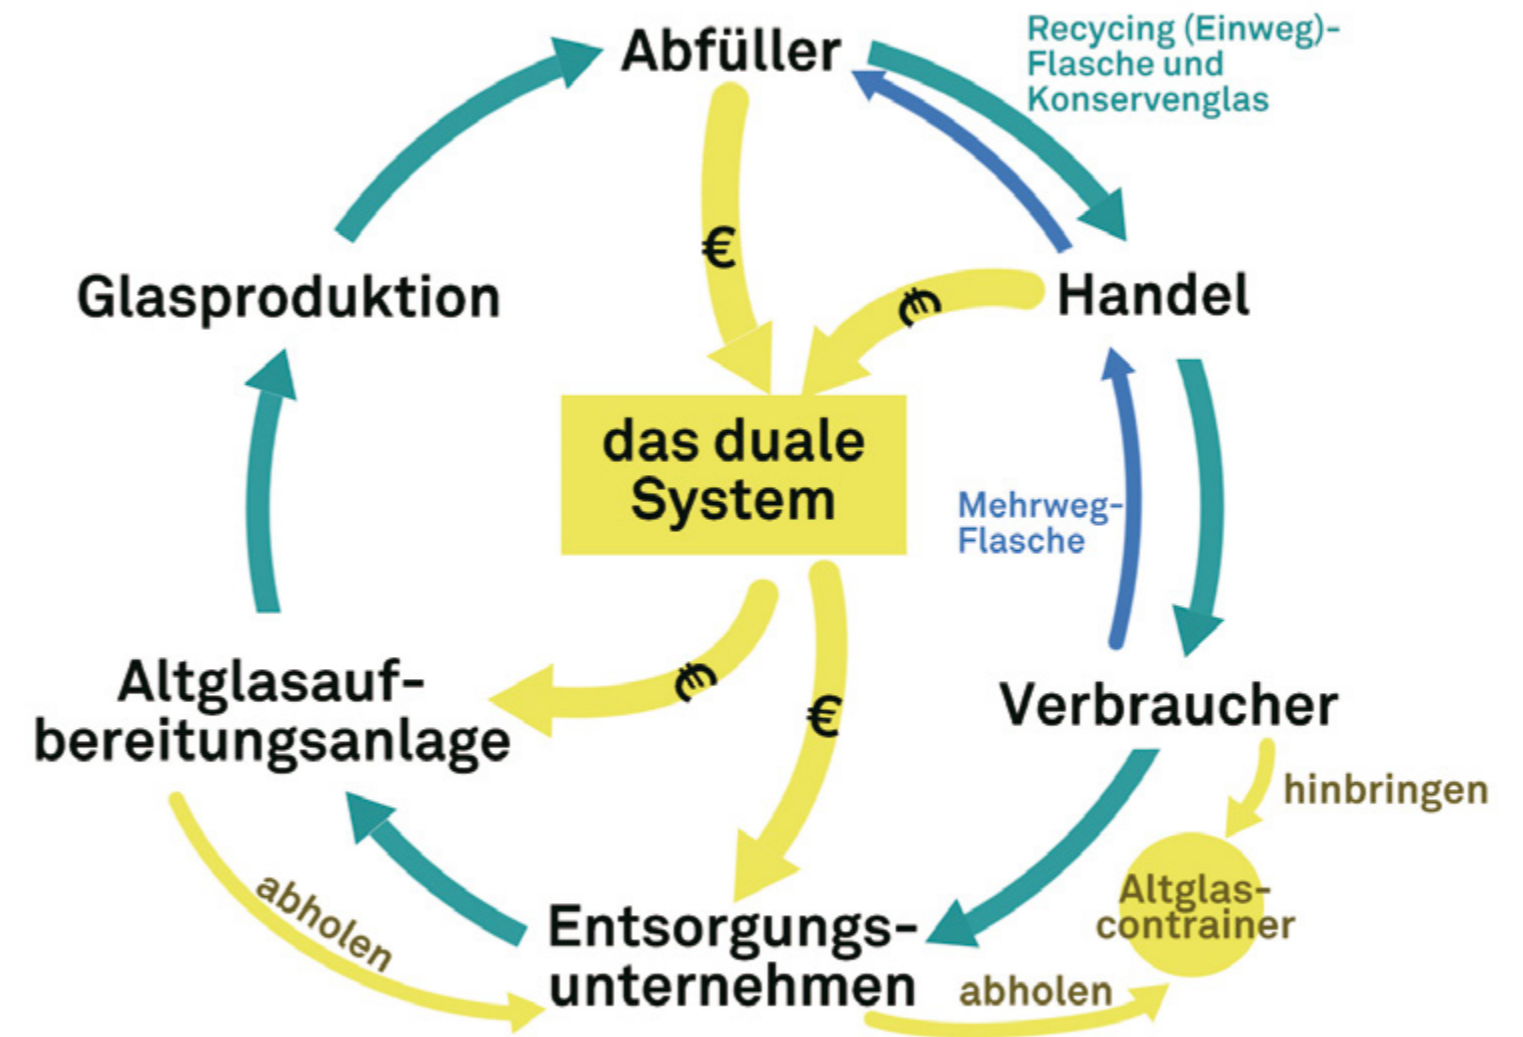 Abfüller
Recycing (Einweg)-
Flasche und
Konservenglas
€
Glasproduktion
€
Handel
das duale
System
Mehrweg-
Flasche
Altglasauf-
bereitungsanlage
€
€
Verbraucher
hinbringen
abholen
Entsorgungs-
unternehmen
Altglas-
contrainer
abholen